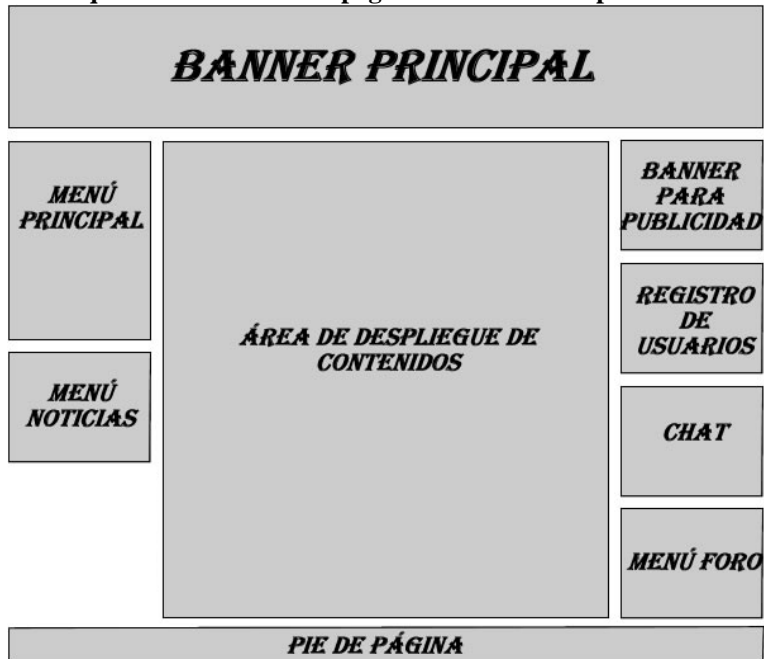 BANNER PRINCIPAL
MENÚ
PRINCIPAL
MENÚ
NOTICIAS
ÁREA DE DESPLIEGUE DE
CONTENIDOS
BANNER
PARA
PUBLICIDAD
REGISTRO
DE
USUARIOS
CHAT
MENÚ FORO
PIE DE PÁGINA